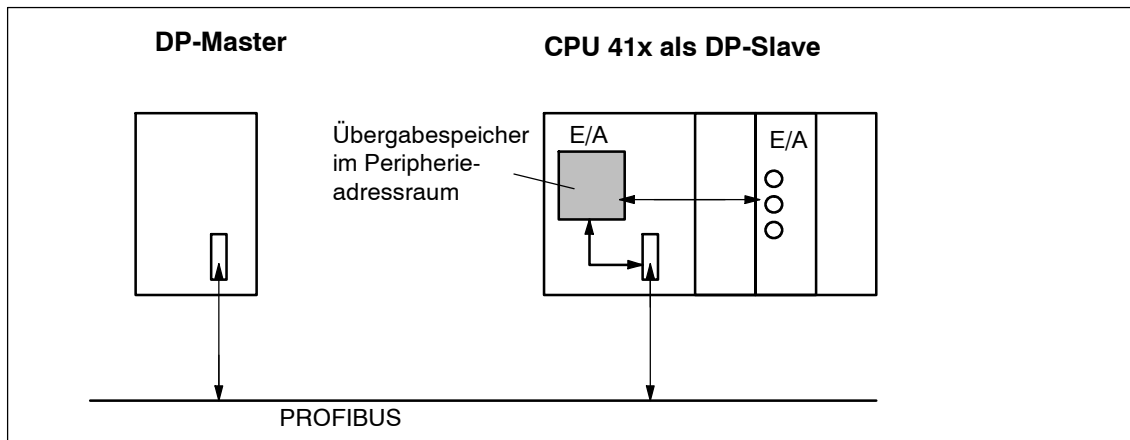 DP-Master
CPU 41x als DP-Slave
Übergabespeicher
im Peripherie-
adressraum
E/A
E/A
PROFIBUS